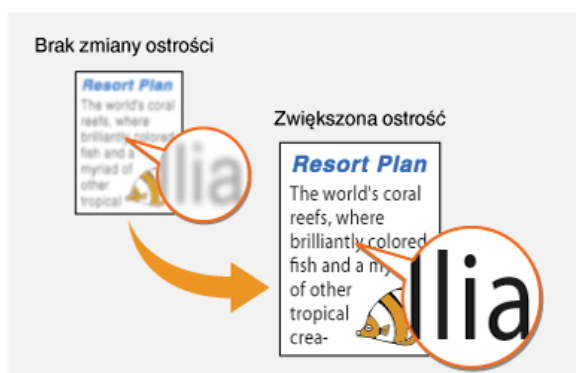 Brak zmiany ostrości
Resort Plan
The world's coral
reefs, where
brilliantly colored
fish and a
myriad of
other
tropical
lia
Zwiększona ostrość
Resort Plan
The world's coral
reefs, where
brilliantly colored
fish and a my
of other
tropical
crea-
llia